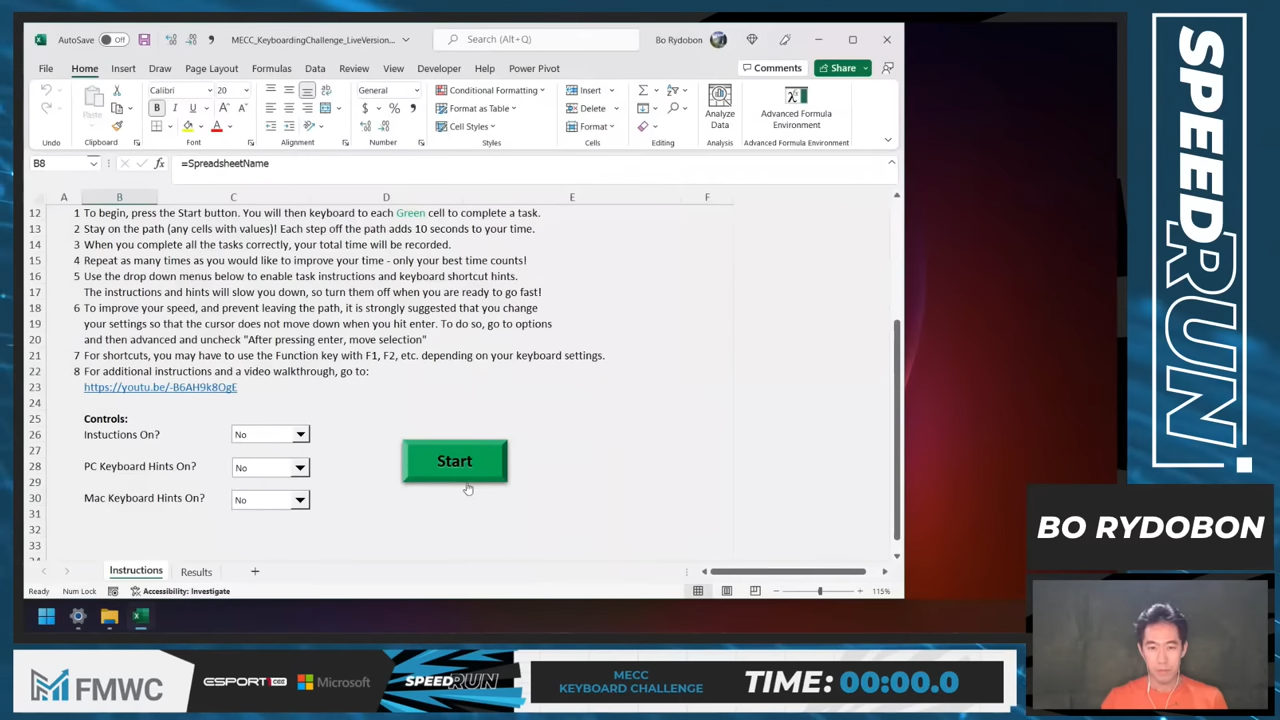 AutoSave Off MECC_KeyboardingChallenge_LiveVersion... Search (Alt+Q) Bo Rydobon
File Home Insert Draw Page Layout Formulas Data Review View Developer Help Power Pivot Comments Share
Calibri 20 General Conditional Formatting Insert
Paste B I U Format as Table Delete Analyze Data Advanced Formula Environment
Cell Styles Format
Undo Clipboard Font Alignment Number Styles Cells Editing Analysis Advanced Formula Environment
B8 fx =SpreadsheetName
A B C D E F
12 1 To begin, press the Start button. You will then keyboard to each Green cell to complete a task.
13 2 Stay on the path (any cells with values)! Each step off the path adds 10 seconds to your time.
14 3 When you complete all the tasks correctly, your total time will be recorded.
15 4 Repeat as many times as you would like to improve your time - only your best time counts!
16 5 Use the drop down menus below to enable task instructions and keyboard shortcut hints.
17 The instructions and hints will slow you down, so turn them off when you are ready to go fast!
18 6 To improve your speed, and prevent leaving the path, it is strongly suggested that you change
19 your settings so that the cursor does not move down when you hit enter. To do so, go to options
20 and then advanced and uncheck "After pressing enter, move selection"
21 7 For shortcuts, you may have to use the Function key with F1, F2, etc. depending on your keyboard settings.
22 8 For additional instructions and a video walkthrough, go to:
23 https://youtu.be/-B6AH9k8OgE
24
25 Controls:
26 Instuctions On? No
27 Start
28 PC Keyboard Hints On? No
29
30 Mac Keyboard Hints On? No
31
32
33
Instructions Results
Ready Num Lock Accessibility: Investigate 115%
SPEED
RUN
BO RYDOBON
FMWC ESPORT Microsoft SPEEDRUN
MECC
KEYBOARD CHALLENGE
TIME: 00:00.0